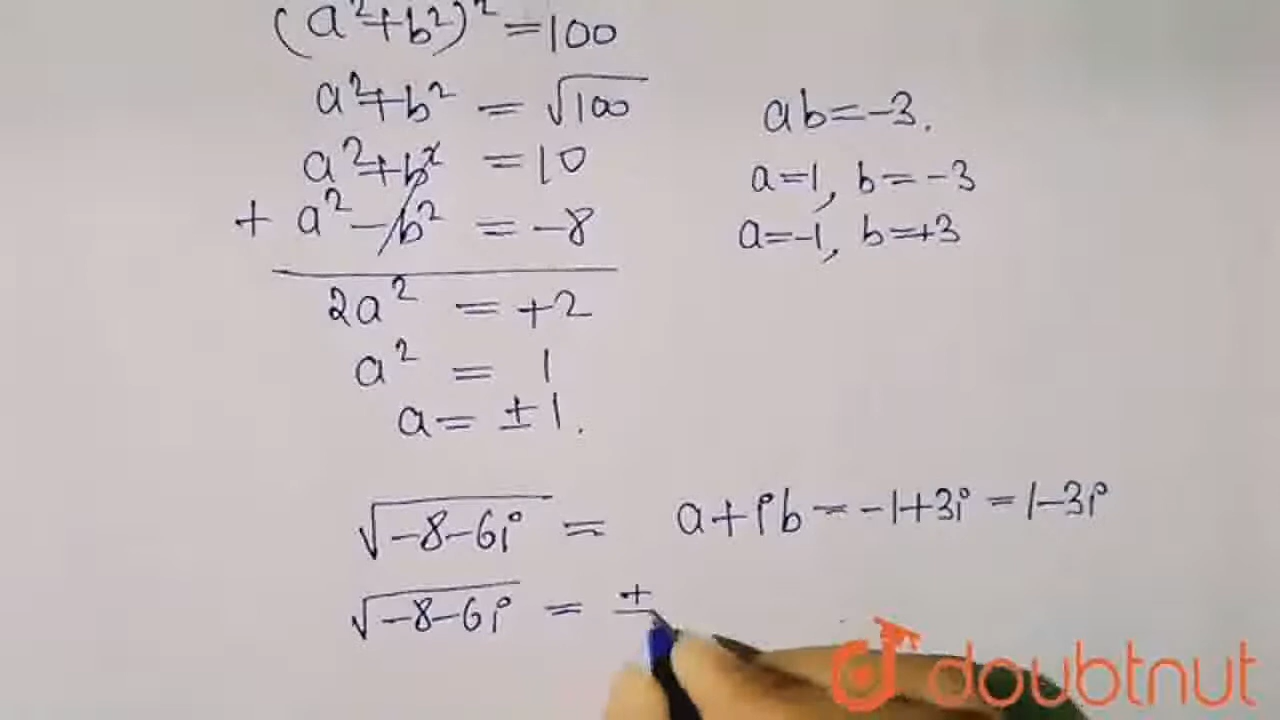 (a²+b²)² = 100
a²+b² = √100
a²+b² = 10
+ a²-b² = -8
2a² = +2
a² = 1
a = ±1.
ab = -3.
a=1, b=-3
a=-1, b=+3
√-8-6i = a+ib = -1+3i = 1-3i
√-8-6i = ±
doubtnut